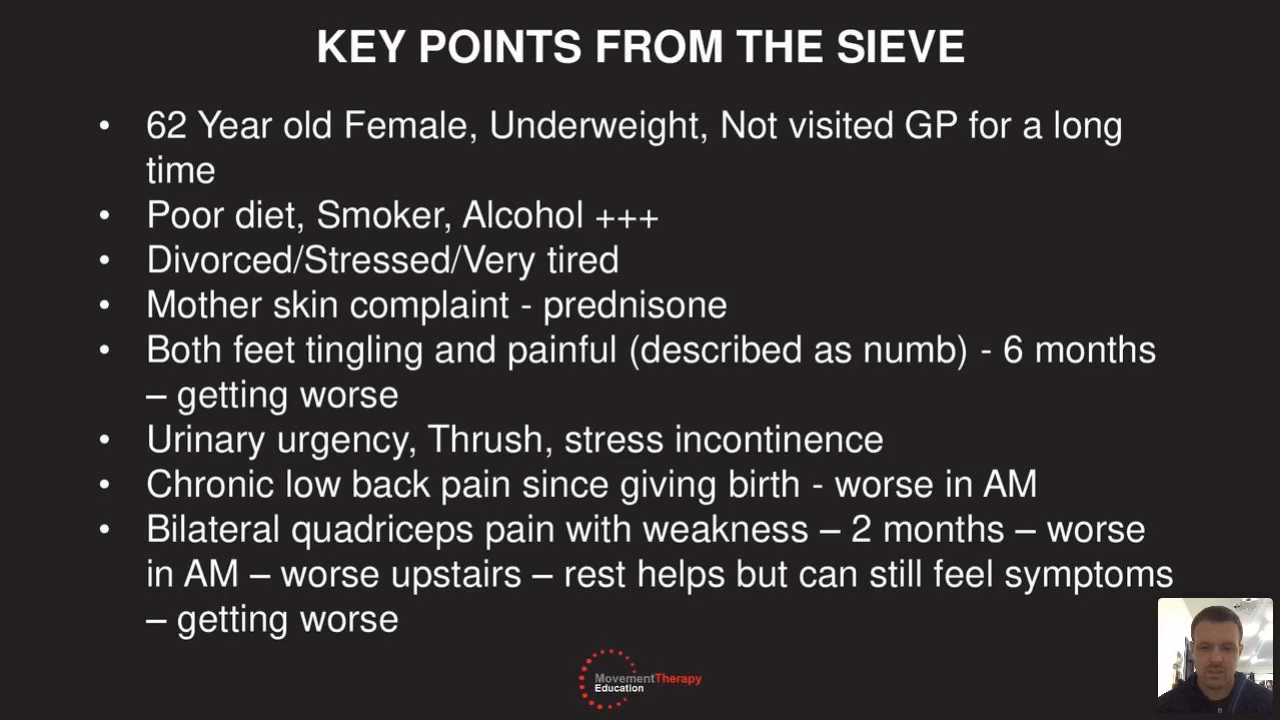 KEY POINTS FROM THE SIEVE
• 62 Year old Female, Underweight, Not visited GP for a long
time
• Poor diet, Smoker, Alcohol +++
• Divorced/Stressed/Very tired
• Mother skin complaint - prednisone
• Both feet tingling and painful (described as numb) - 6 months
– getting worse
• Urinary urgency, Thrush, stress incontinence
• Chronic low back pain since giving birth - worse in AM
• Bilateral quadriceps pain with weakness – 2 months – worse
in AM – worse upstairs – rest helps but can still feel symptoms
– getting worse
MovementTherapy
Education